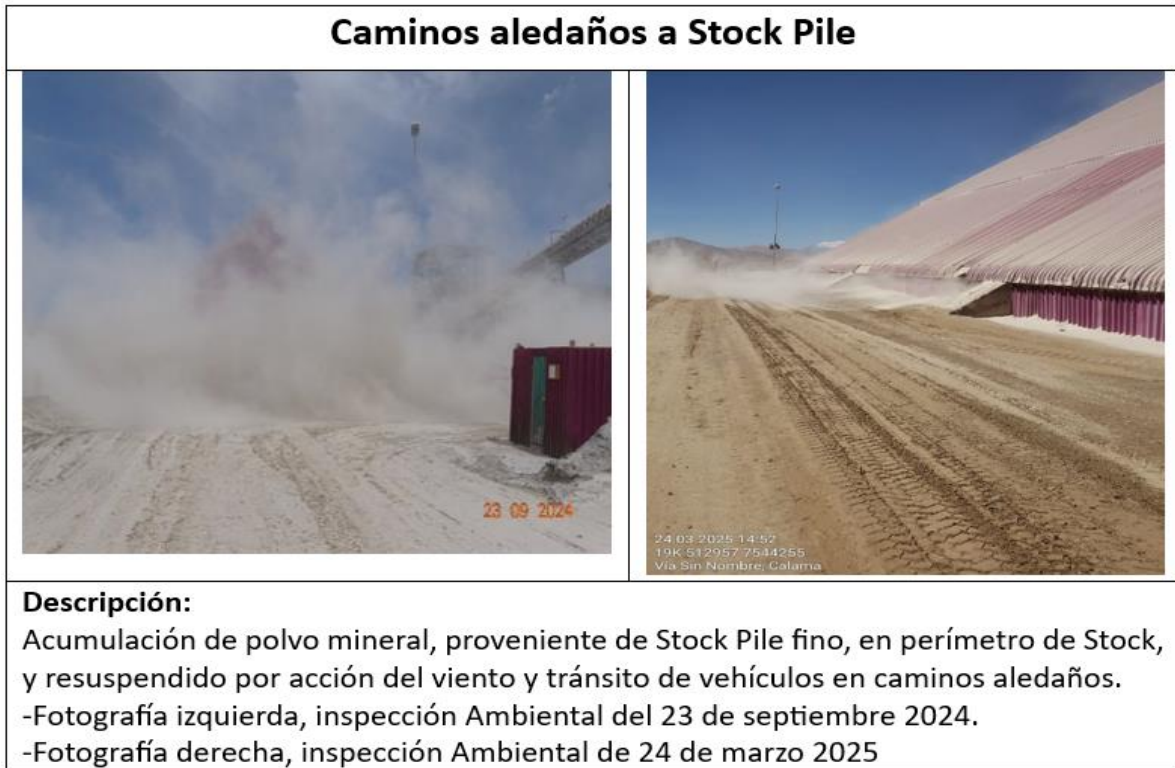 Caminos aledaños a Stock Pile
23 09 2024
24 03 2025 14:52
19K 512957 7544255
Vía Sin Nombre, Calama
Descripción:
Acumulación de polvo mineral, proveniente de Stock Pile fino, en perímetro de Stock,
y resuspendido por acción del viento y tránsito de vehículos en caminos aledaños.
-Fotografía izquierda, inspección Ambiental del 23 de septiembre 2024.
-Fotografía derecha, inspección Ambiental de 24 de marzo 2025